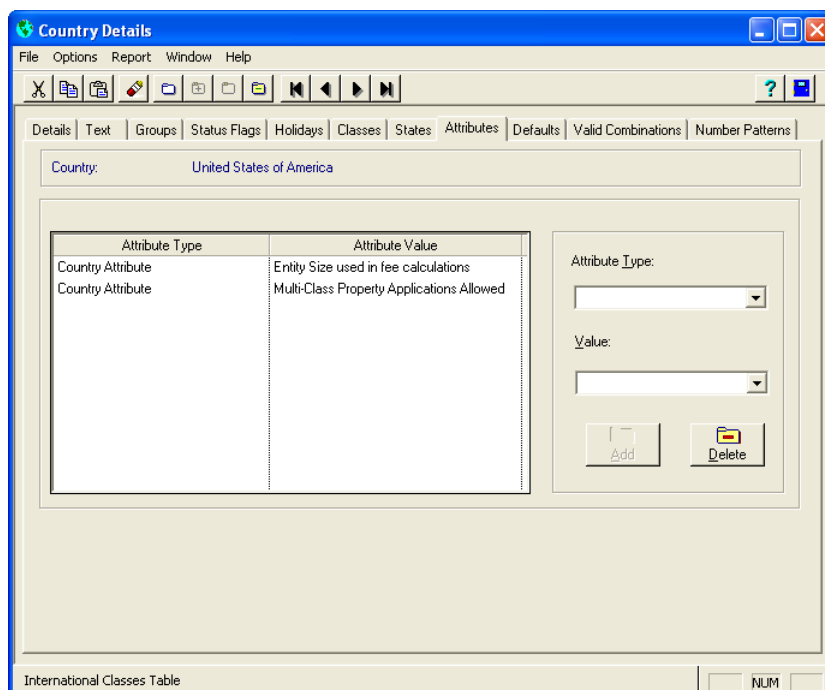 Country Details
File Options Report Window Help
?
Details Text Groups Status Flags Holidays Classes States Attributes Defaults Valid Combinations Number Patterns
Country: United States of America
Attribute Type Attribute Value
Country Attribute Entity Size used in fee calculations
Country Attribute Multi-Class Property Applications Allowed
Attribute Type:
Value:
Add Delete
International Classes Table NUM